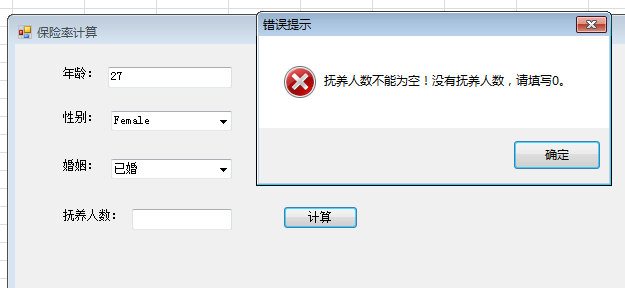 保险率计算
错误提示
抚养人数不能为空！没有抚养人数，请填写0。
确定
年龄： 27
性别： Female
婚姻： 已婚
抚养人数：
计算